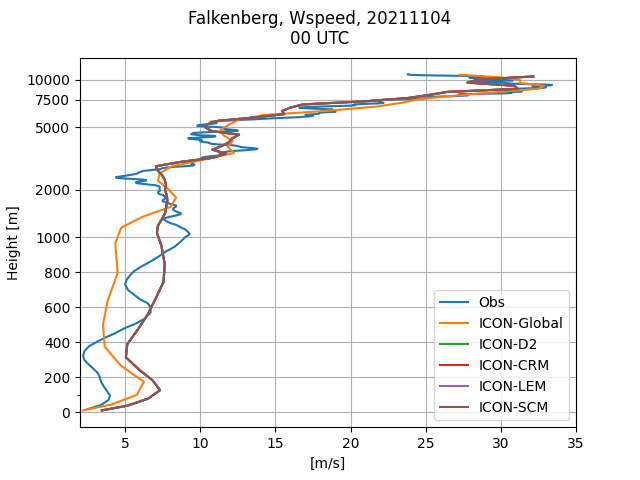 Falkenberg, Wspeed, 20211104
00 UTC
Height [m]
10000
7500
5000
2000
1000
800
600
400
200
0
5
10
15
20
25
30
35
[m/s]
Obs
ICON-Global
ICON-D2
ICON-CRM
ICON-LEM
ICON-SCM